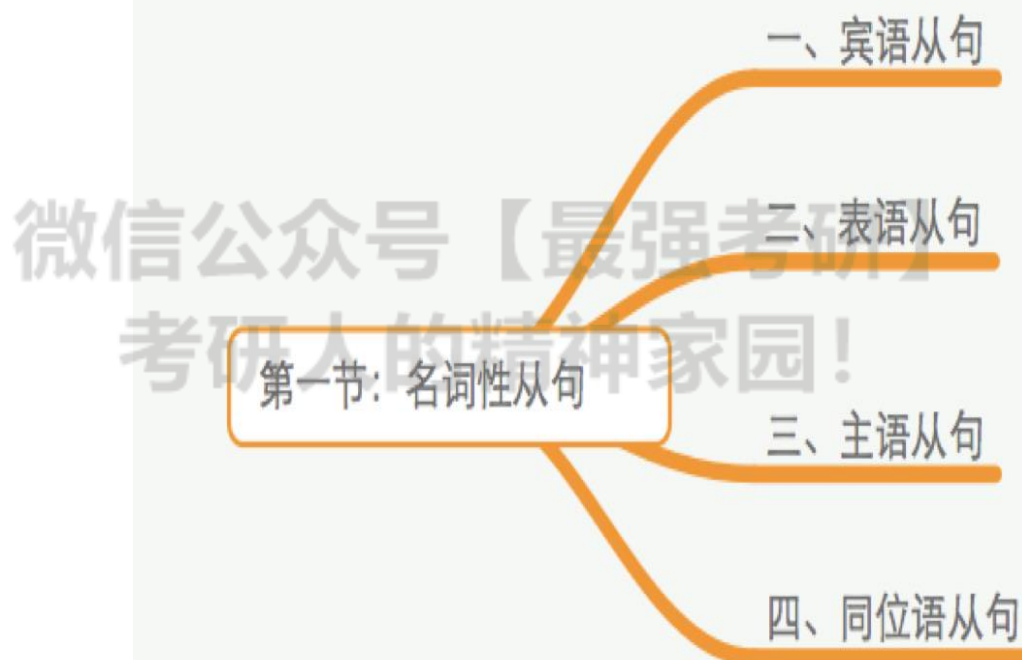 一、宾语从句
二、表语从句
微信公众号【最强考研】
考研人的精神家园！
第一节：名词性从句
三、主语从句
四、同位语从句